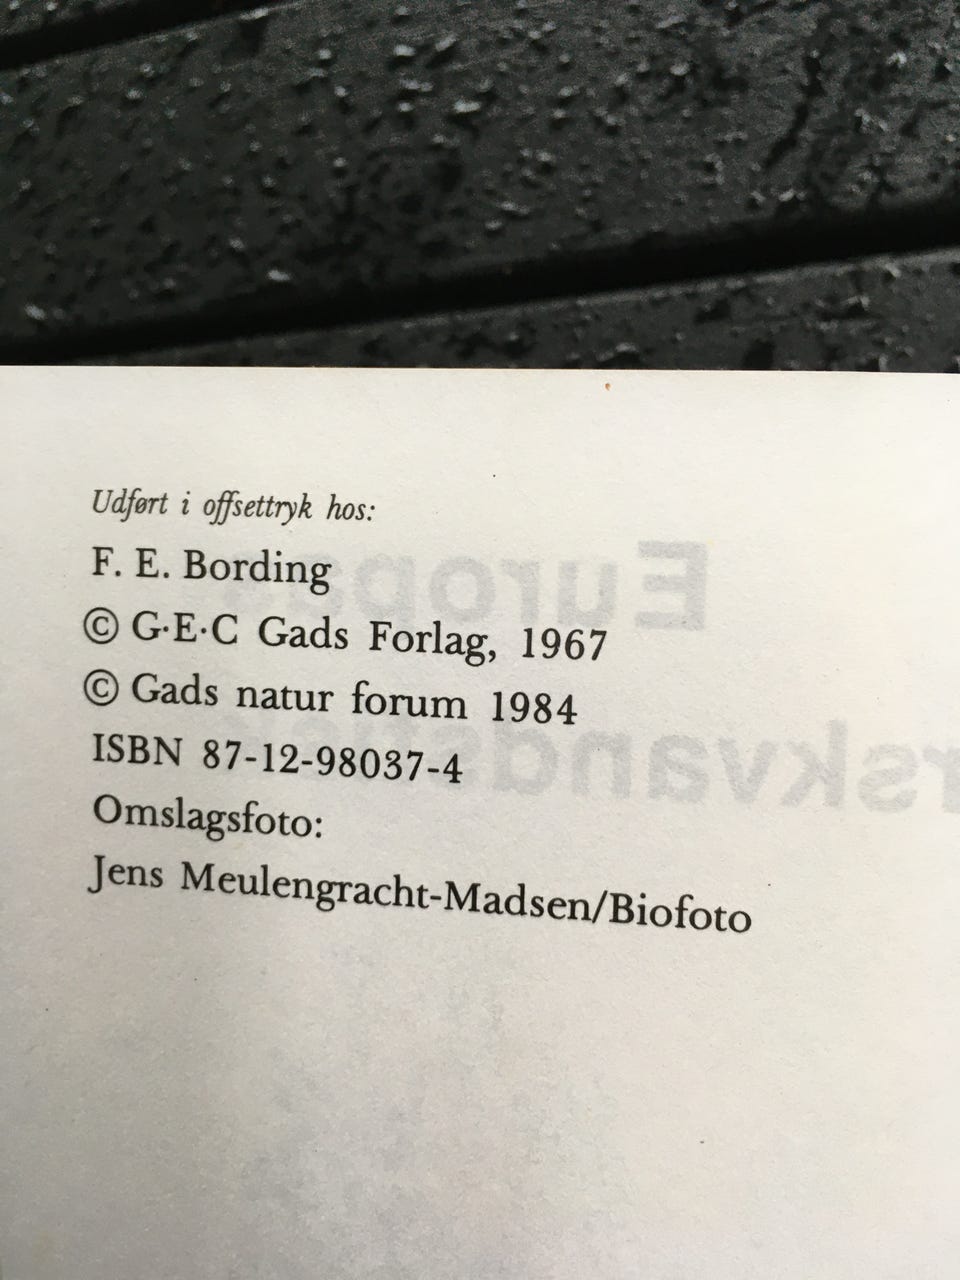 Udført i offsettryk hos:
F. E. Bording
© G·E·C Gads Forlag, 1967
© Gads natur forum 1984
ISBN 87-12-98037-4
Omslagsfoto:
Jens Meulengracht-Madsen/Biofoto
Europas